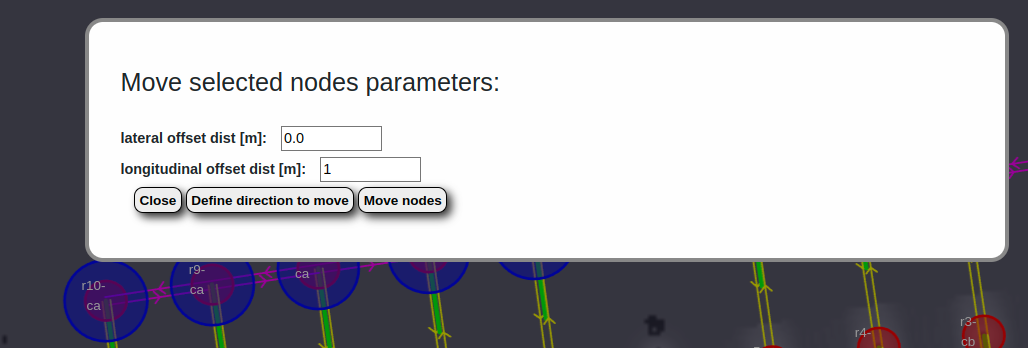 Move selected nodes parameters:
lateral offset dist [m]: 0.0
longitudinal offset dist [m]: 1
Close Define direction to move Move nodes
r10-
ca
r9-
ca
ca
r4-
r3-
cb